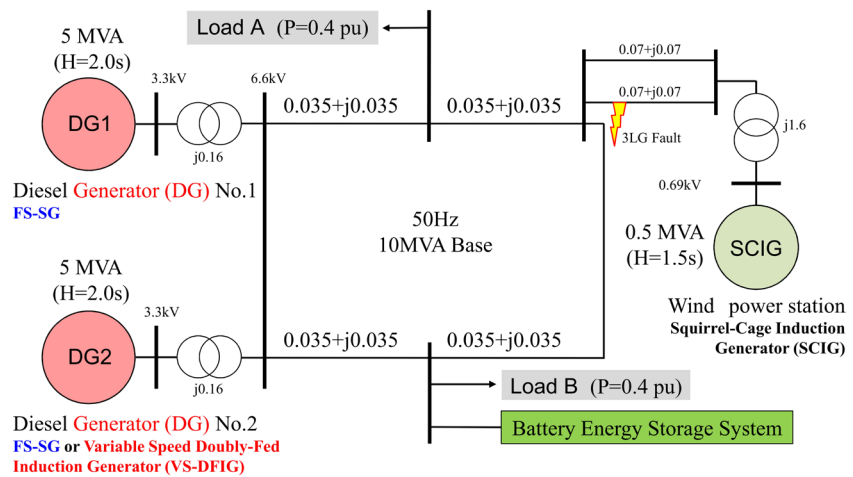 5 MVA
(H=2.0s)
DG1
3.3kV
j0.16
6.6kV
Diesel Generator (DG) No.1
FS-SG
Load A (P=0.4 pu)
0.035+j0.035
0.035+j0.035
0.07+j0.07
0.07+j0.07
3LG Fault
j1.6
0.69kV
0.5 MVA
(H=1.5s)
SCIG
Wind power station
Squirrel-Cage Induction
Generator (SCIG)
50Hz
10MVA Base
5 MVA
(H=2.0s)
DG2
3.3kV
j0.16
Diesel Generator (DG) No.2
FS-SG or Variable Speed Doubly-Fed
Induction Generator (VS-DFIG)
0.035+j0.035
0.035+j0.035
Load B (P=0.4 pu)
Battery Energy Storage System